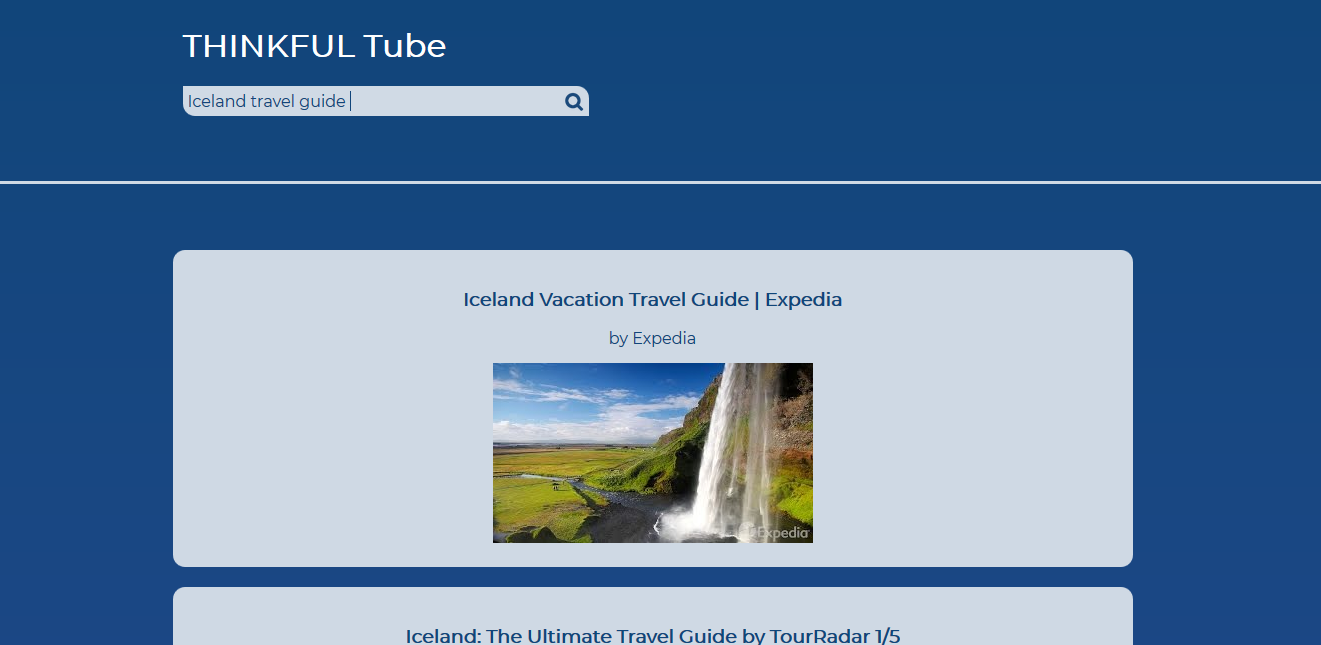 THINKFUL Tube
Iceland travel guide
Iceland Vacation Travel Guide | Expedia
by Expedia
Expedia
Iceland: The Ultimate Travel Guide by TourRadar 1/5